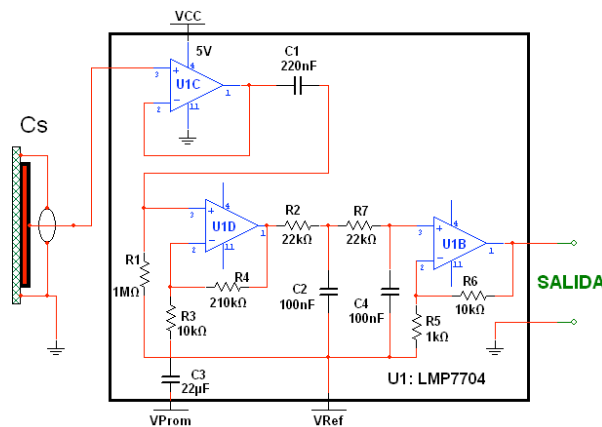 VCC
5V
C1
220nF
3
+
4
U1C
1
2
−
11
Cs
3
+
4
U1D
1
2
−
11
R2
22kΩ
R7
22kΩ
3
+
4
U1B
1
2
−
11
R1
1MΩ
R4
210kΩ
R3
10kΩ
C2
100nF
C4
100nF
R6
10kΩ
R5
1kΩ
SALIDA
C3
22µF
U1: LMP7704
VProm
VRef